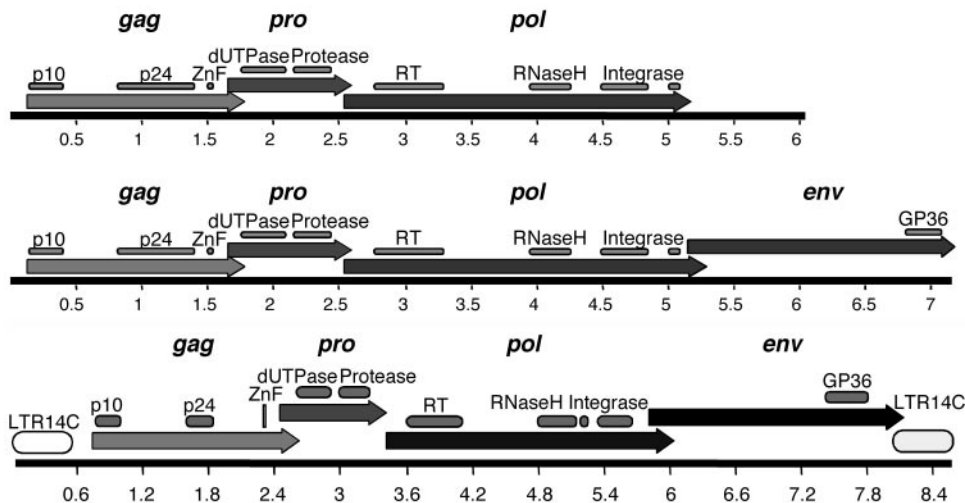 gag pro pol
dUTPase Protease
p10 p24 ZnF RT RNaseH Integrase
0.5 1 1.5 2 2.5 3 3.5 4 4.5 5 5.5 6
gag pro pol env
dUTPase Protease
p10 p24 ZnF RT RNaseH Integrase GP36
0.5 1 1.5 2 2.5 3 3.5 4 4.5 5 5.5 6 6.5 7
gag pro pol env
dUTPase Protease GP36
ZnF
LTR14C p10 p24 RT RNaseH Integrase LTR14C
0.6 1.2 1.8 2.4 3 3.6 4.2 4.8 5.4 6 6.6 7.2 7.8 8.4